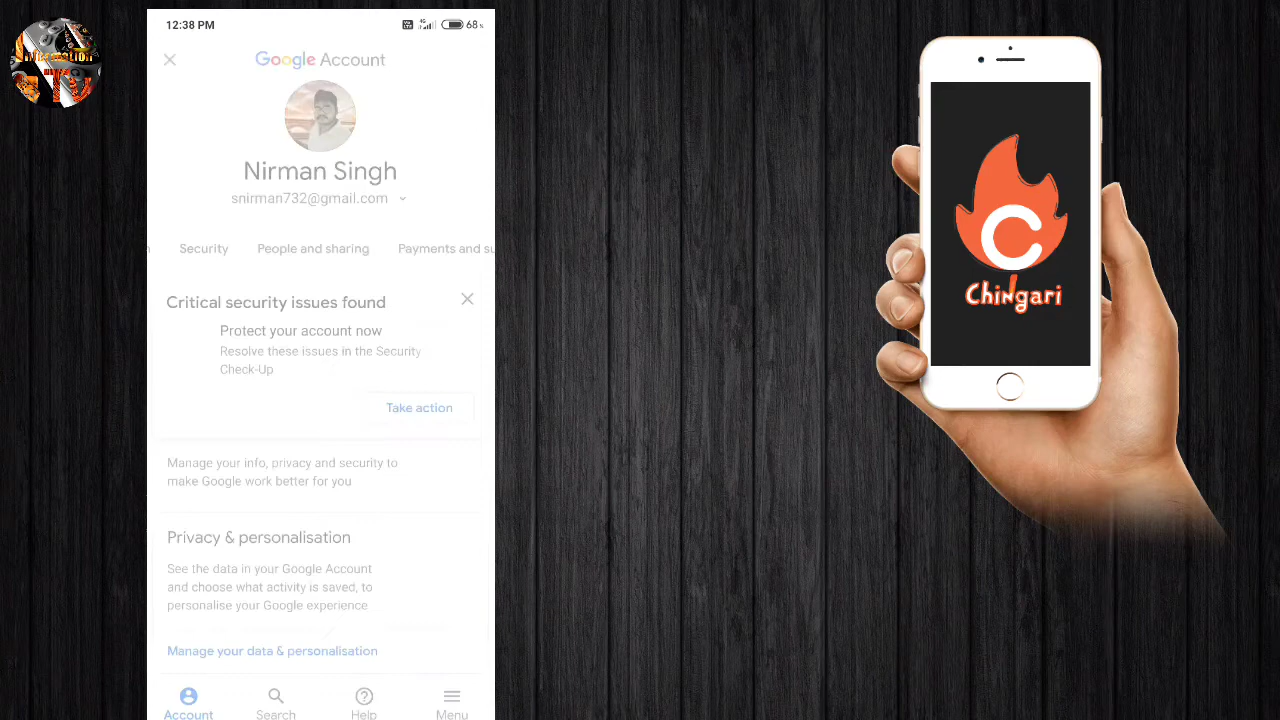 Information
Gtv
12:38 PM
4G
68%
Google Account
Nirman Singh
snirman732@gmail.com
Security
People and sharing
Payments and su
Critical security issues found
Protect your account now
Resolve these issues in the Security
Check-Up
Take action
Manage your info, privacy and security to
make Google work better for you
Privacy & personalisation
See the data in your Google Account
and choose what activity is saved, to
personalise your Google experience
Manage your data & personalisation
Account
Search
Help
Menu
C
Chingari